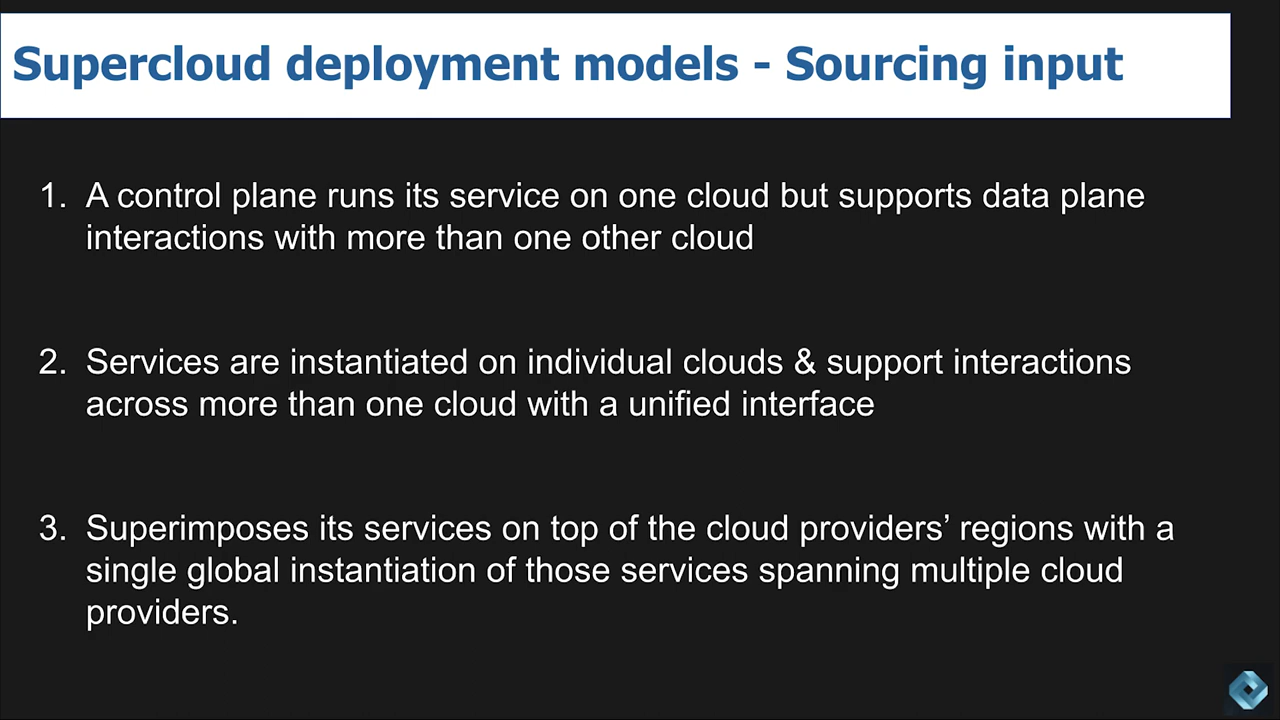 Supercloud deployment models - Sourcing input
1. A control plane runs its service on one cloud but supports data plane
interactions with more than one other cloud
2. Services are instantiated on individual clouds & support interactions
across more than one cloud with a unified interface
3. Superimposes its services on top of the cloud providers’ regions with a
single global instantiation of those services spanning multiple cloud
providers.